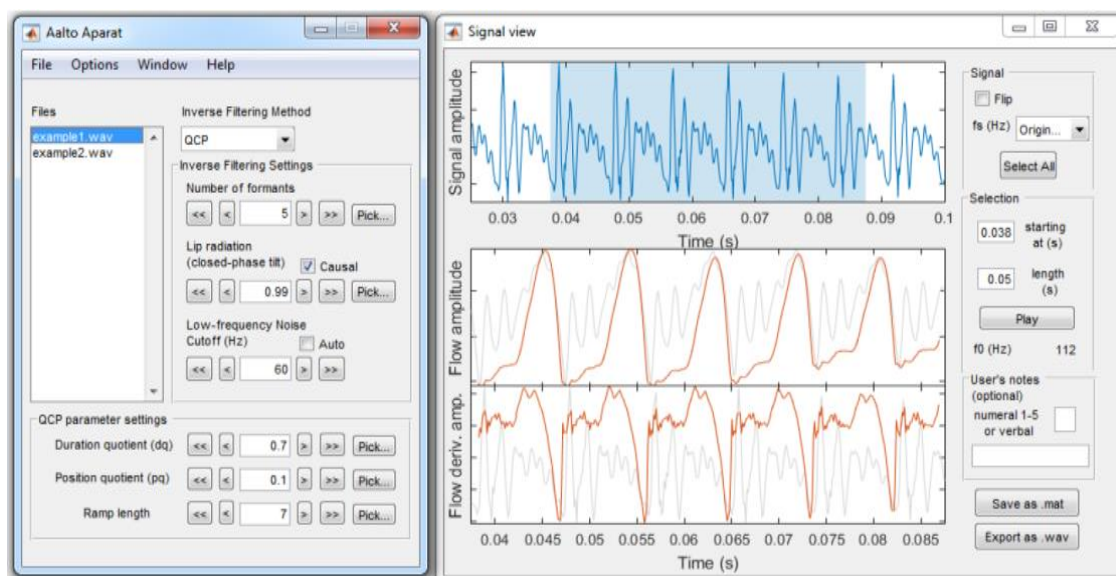 Aalto Aparat
File Options Window Help
Files
example1.wav
example2.wav
Inverse Filtering Method
QCP
Inverse Filtering Settings
Number of formants
<< < 5 > >> Pick...
Lip radiation
(closed-phase tilt) Causal
<< < 0.99 > >> Pick...
Low-frequency Noise
Cutoff (Hz) Auto
<< < 60 > >>
QCP parameter settings
Duration quotient (dq) << < 0.7 > >> Pick...
Position quotient (pq) << < 0.1 > >> Pick...
Ramp length << < 7 > >> Pick...
Signal view
Signal amplitude
0.03 0.04 0.05 0.06 0.07 0.08 0.09 0.1
Time (s)
Flow amplitude
Flow deriv. amp.
0.04 0.045 0.05 0.055 0.06 0.065 0.07 0.075 0.08 0.085
Time (s)
Signal
Flip
fs (Hz) Origin...
Select All
Selection
0.038 starting
at (s)
0.05 length
(s)
Play
f0 (Hz) 112
User's notes
(optional)
numeral 1-5
or verbal
Save as .mat
Export as .wav